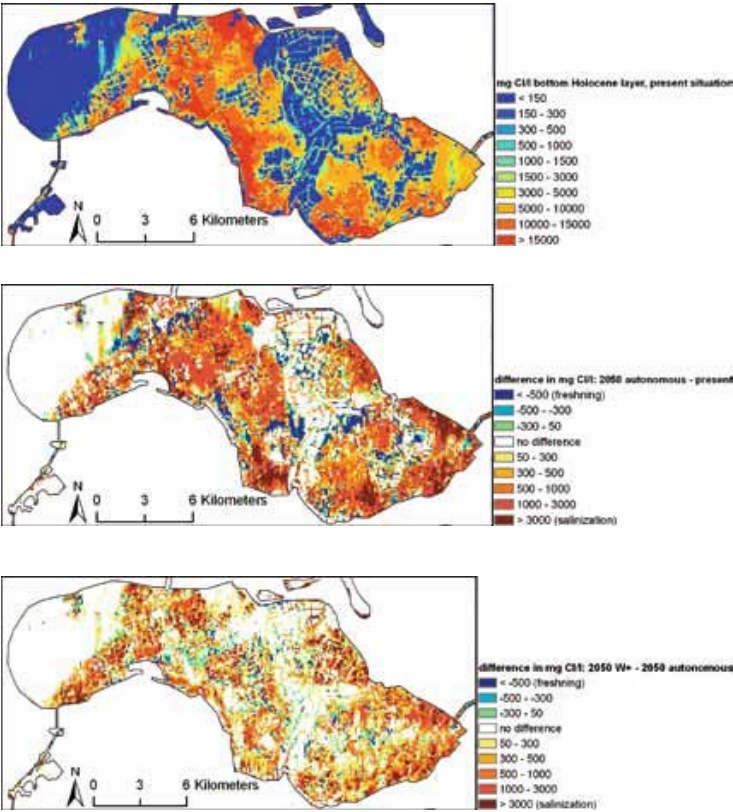 mg Cl/l bottom Holocene layer, present situation
< 150
150 - 300
300 - 500
500 - 1000
1000 - 1500
1500 - 3000
3000 - 5000
5000 - 10000
10000 - 15000
> 15000
N
0 3 6 Kilometers
difference in mg Cl/l: 2050 autonomous - present
< -500 (freshning)
-500 - -300
-300 - 50
no difference
50 - 300
300 - 500
500 - 1000
1000 - 3000
> 3000 (salinization)
N
0 3 6 Kilometers
difference in mg Cl/l: 2050 W+ - 2050 autonomous
< -500 (freshning)
-500 - -300
-300 - 50
no difference
50 - 300
300 - 500
500 - 1000
1000 - 3000
> 3000 (salinization)
N
0 3 6 Kilometers